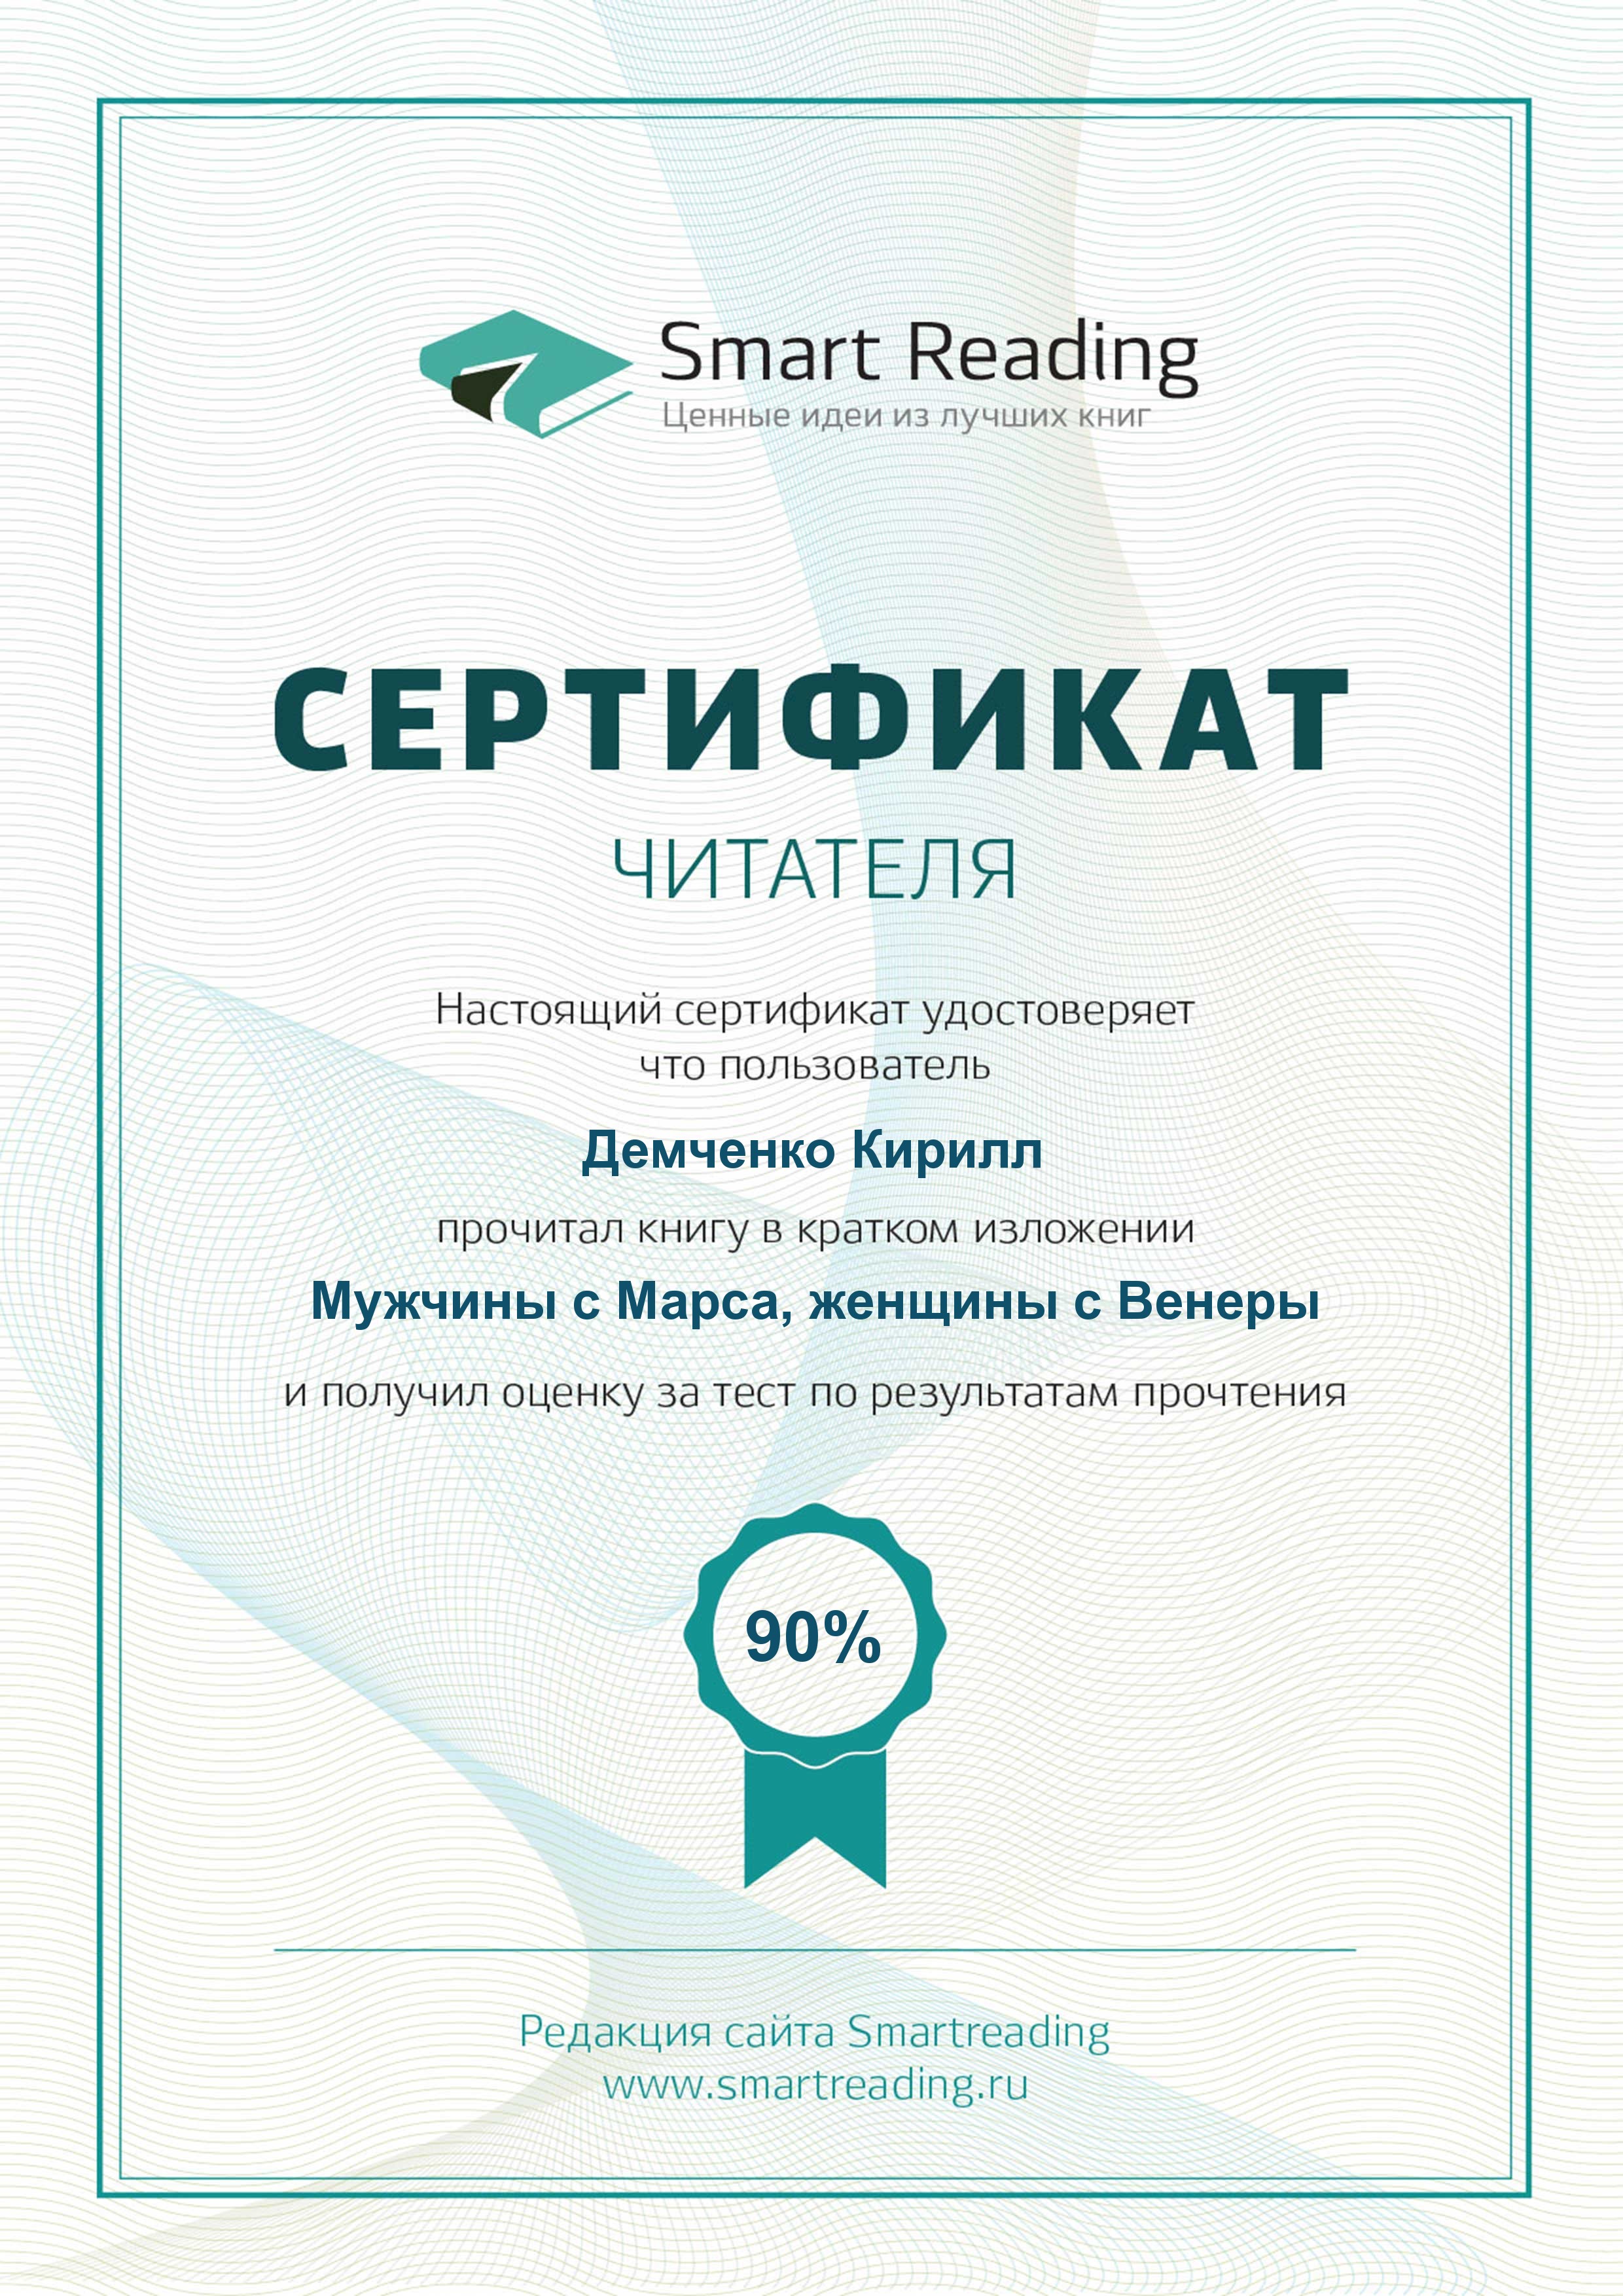 Smart Reading
Ценные идеи из лучших книг
СЕРТИФИКАТ
ЧИТАТЕЛЯ
Настоящий сертификат удостоверяет
что пользователь
Демченко Кирилл
прочитал книгу в кратком изложении
Мужчины с Марса, женщины с Венеры
и получил оценку за тест по результатам прочтения
90%
Редакция сайта Smartreading
www.smartreading.ru